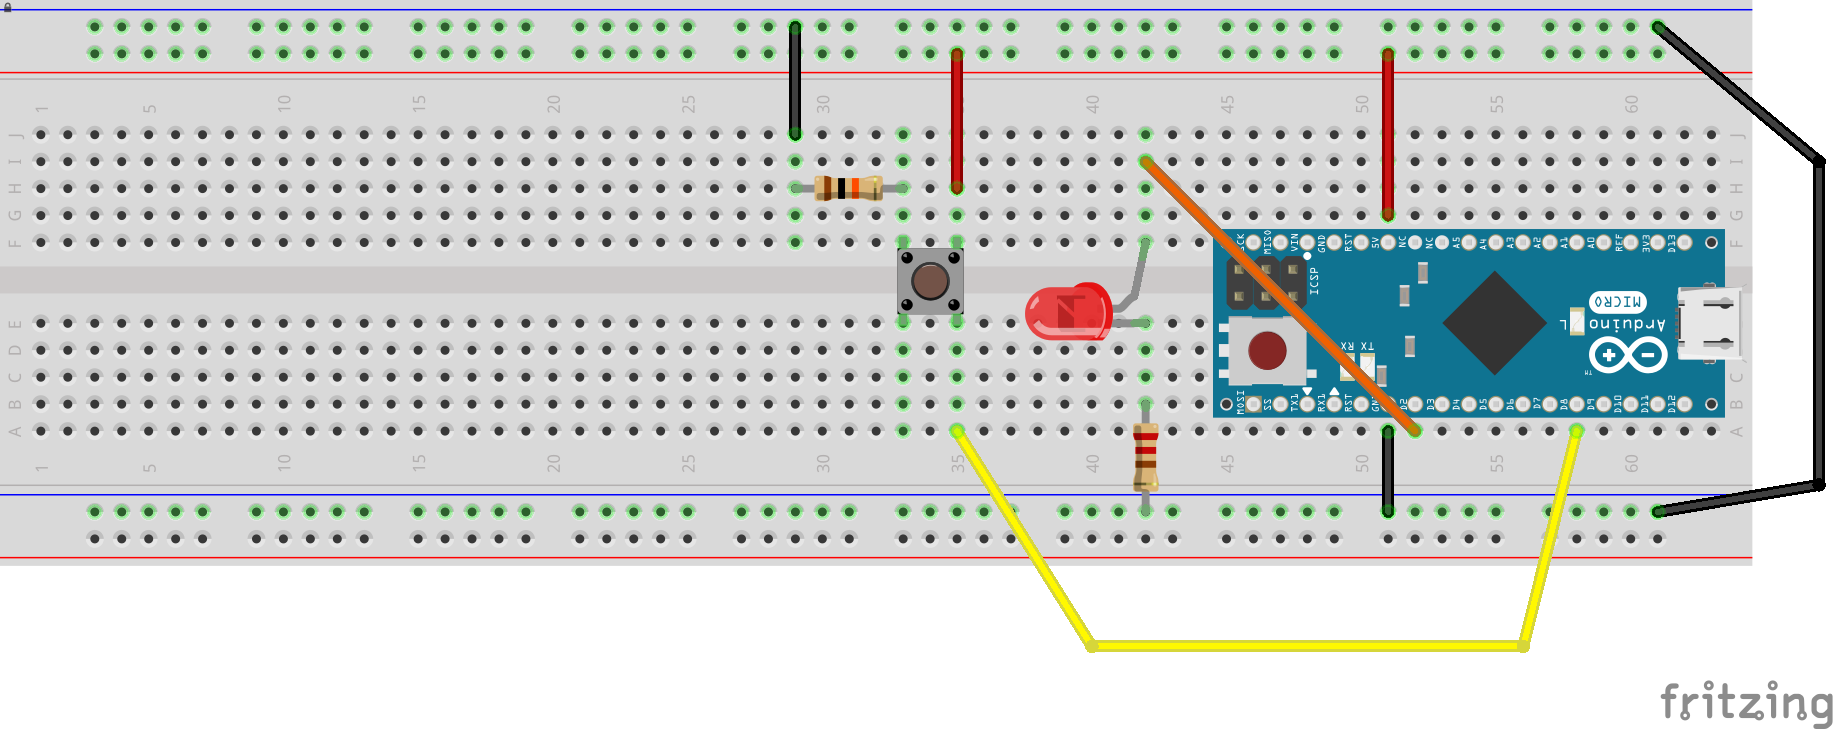 1 5 10 15 20 25 30 35 40 45 50 55 60
J J
I I
H H
G G
F F
SCK MISO VIN GND RST 5V NC NC A5 A4 A3 A2 A1 A0 REF 3V3 D13
ICSP
MICRO
Arduino
L
TM
RX TX
E
D
C C
B B
A A
MOSI SS TX1 RX1 RST GND D2 D3 D4 D5 D6 D7 D8 D9 D10 D11 D12
1 5 10 15 20 25 30 35 40 45 50 55 60
fritzing